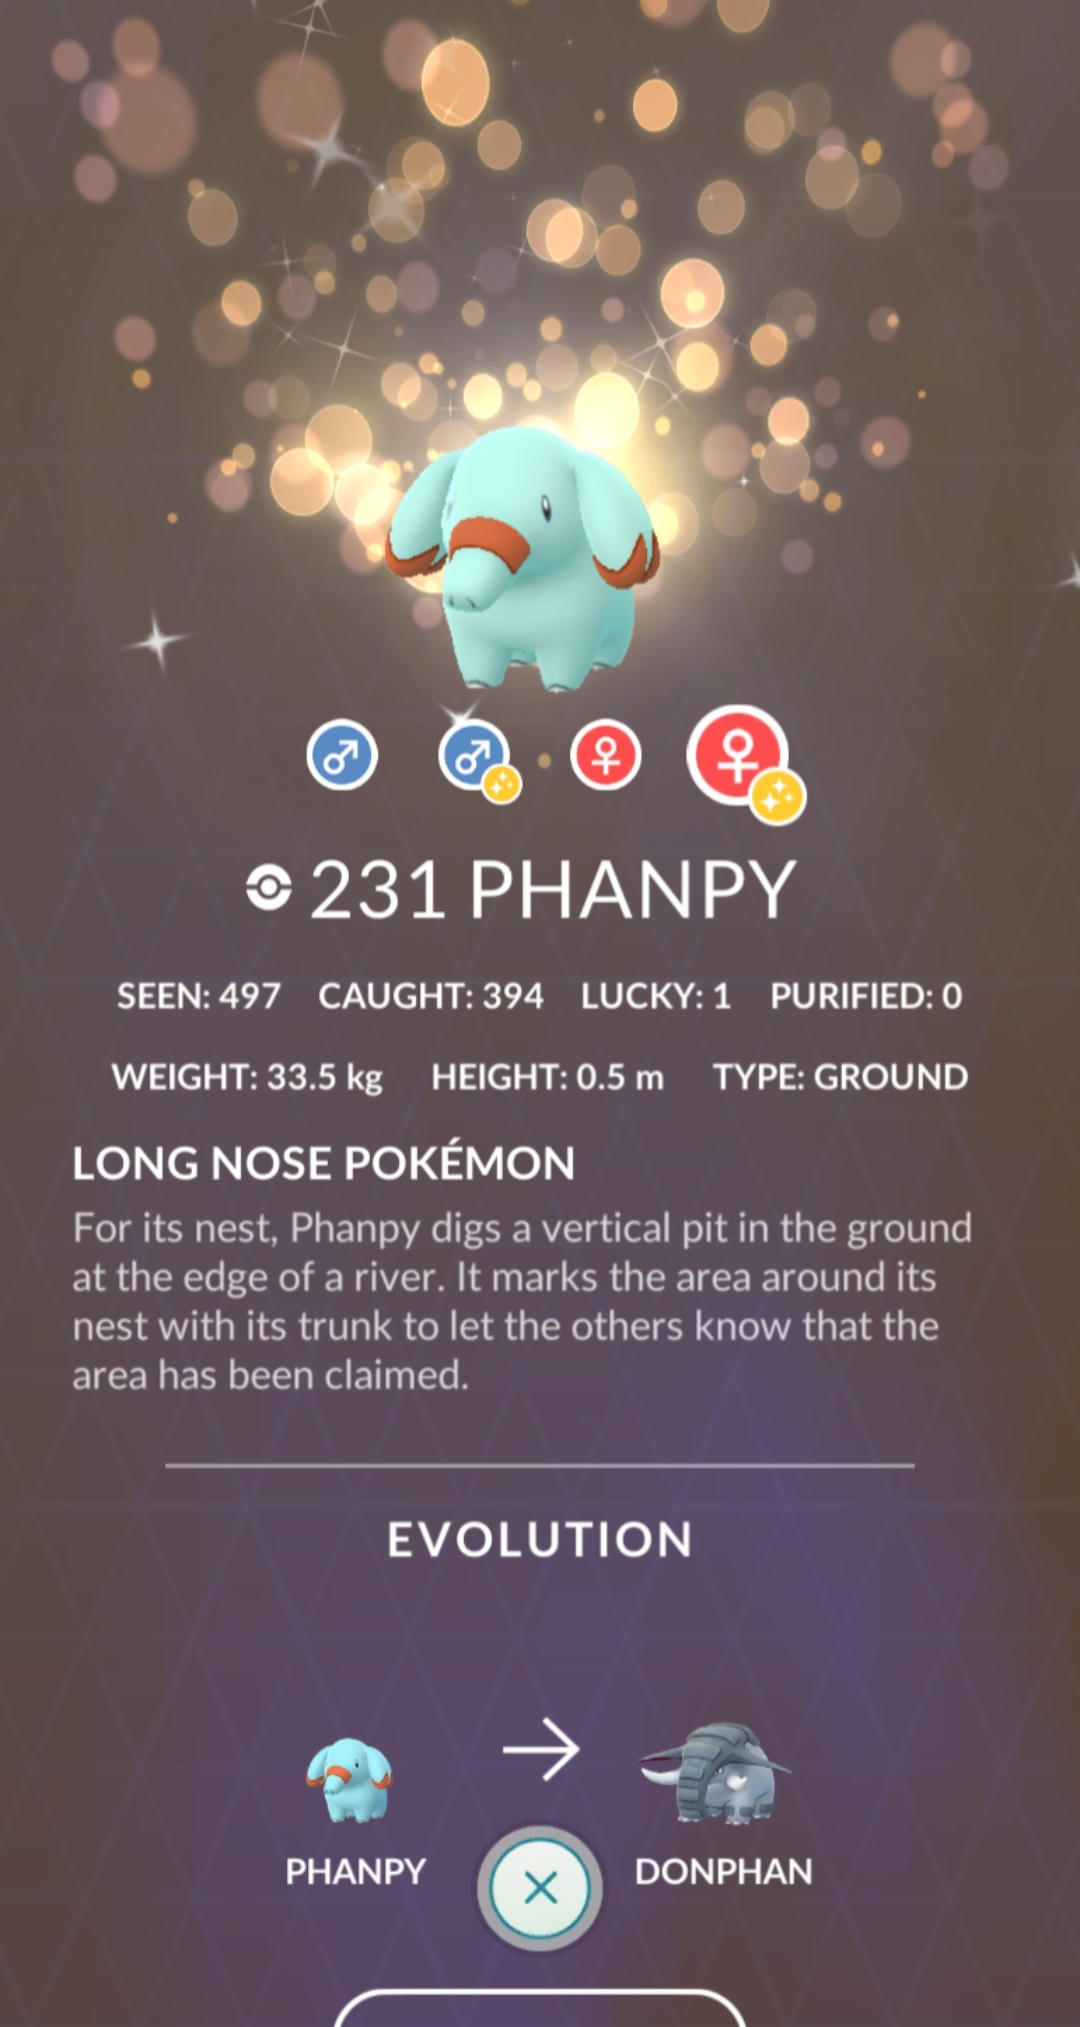 231 PHANPY
SEEN: 497 CAUGHT: 394 LUCKY: 1 PURIFIED: 0
WEIGHT: 33.5 kg HEIGHT: 0.5 m TYPE: GROUND
LONG NOSE POKÉMON
For its nest, Phanpy digs a vertical pit in the ground
at the edge of a river. It marks the area around its
nest with its trunk to let the others know that the
area has been claimed.
EVOLUTION
PHANPY DONPHAN